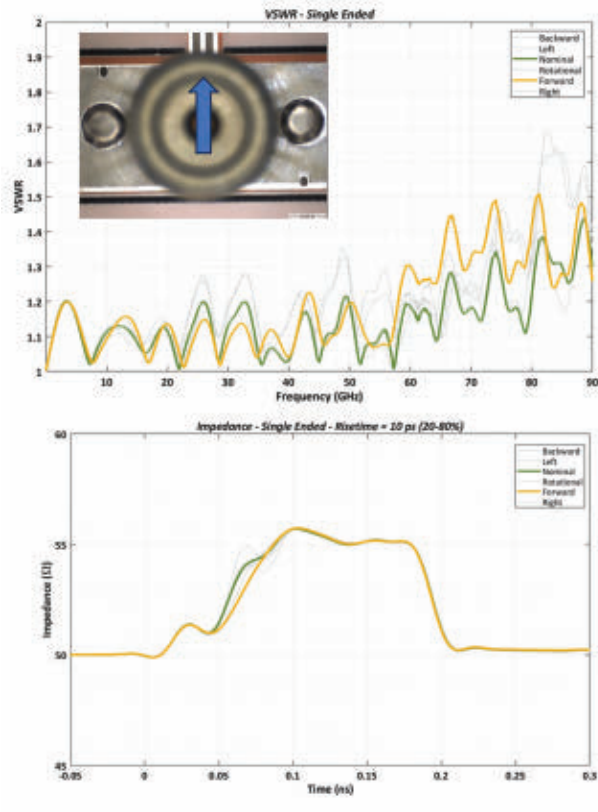 VSWR - Single Ended
2
1.9
1.8
1.7
1.6
1.5
1.4
1.3
1.2
1.1
1
VSWR
Backward
Left
Nominal
Rotational
Forward
Right
10 20 30 40 50 60 70 80 90
Frequency (GHz)
Impedance - Single Ended - Risetime = 10 ps (20-80%)
60
55
50
45
Impedance (Ω)
Backward
Left
Nominal
Rotational
Forward
Right
-0.05 0 0.05 0.1 0.15 0.2 0.25 0.3
Time (ns)